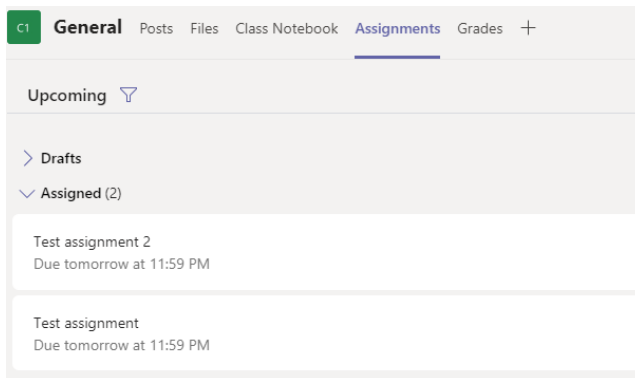 C1 General Posts Files Class Notebook Assignments Grades
Upcoming
Drafts
Assigned (2)
Test assignment 2
Due tomorrow at 11:59 PM
Test assignment
Due tomorrow at 11:59 PM